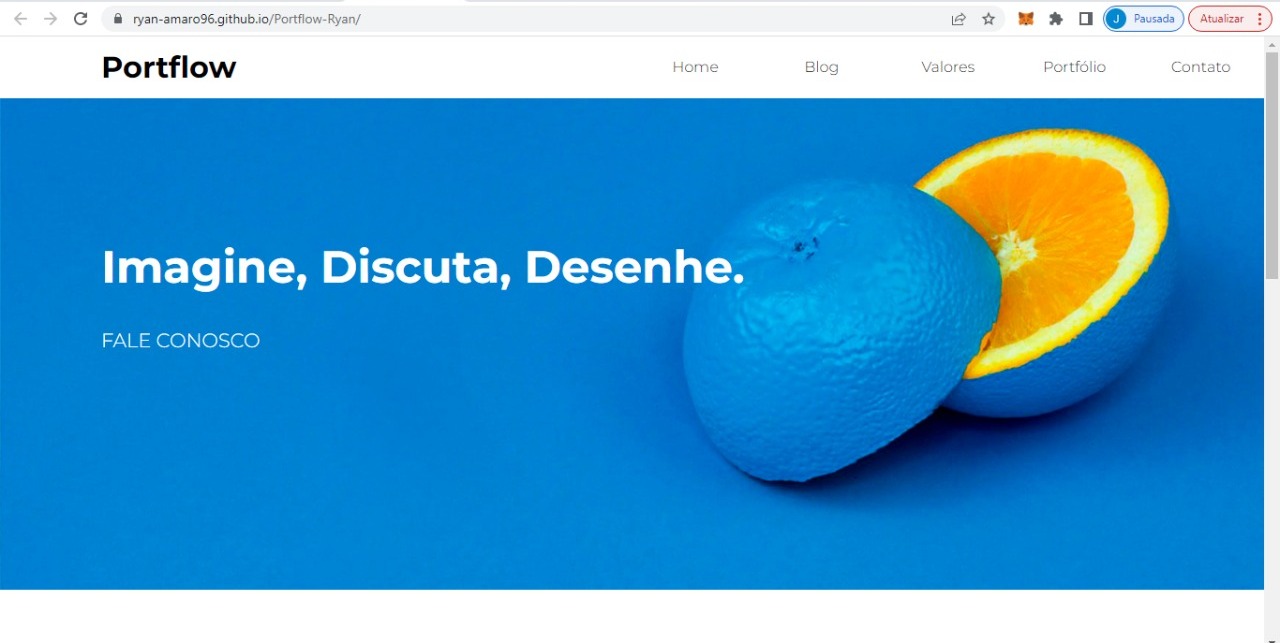 ryan-amaro96.github.io/Portflow-Ryan/
J Pausada
Atualizar
Portflow
Home Blog Valores Portfólio Contato
Imagine, Discuta, Desenhe.
FALE CONOSCO